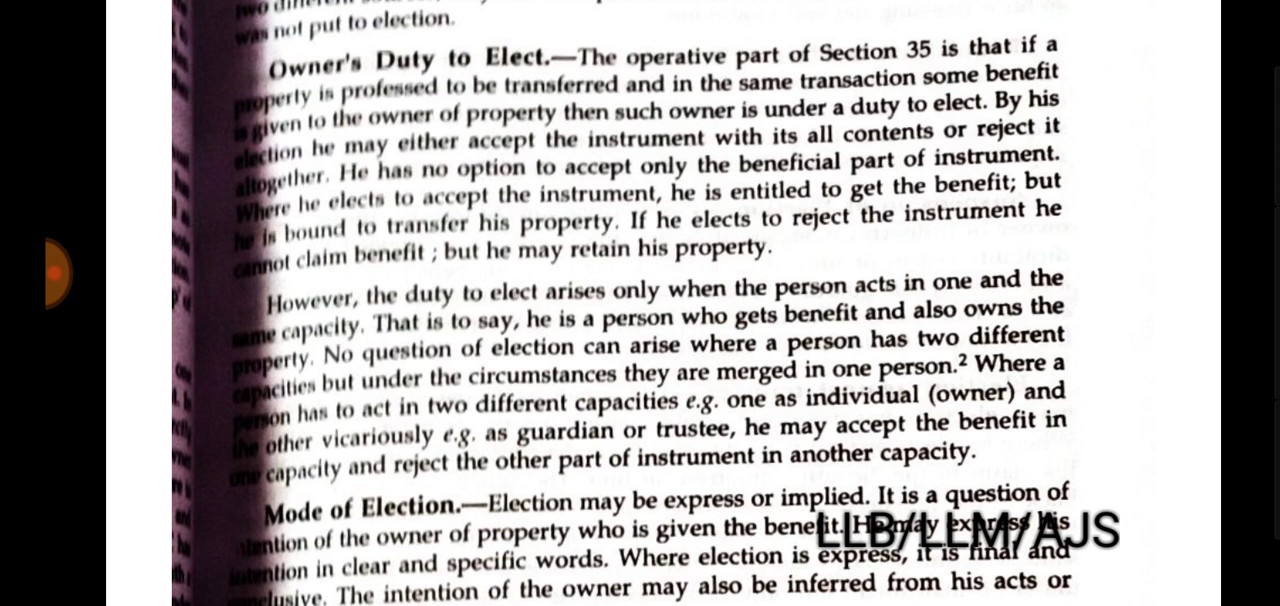 two different
was not put to election.
Owner's Duty to Elect.—The operative part of Section 35 is that if a
property is professed to be transferred and in the same transaction some benefit
is given to the owner of property then such owner is under a duty to elect. By his
election he may either accept the instrument with its all contents or reject it
altogether. He has no option to accept only the beneficial part of instrument.
Where he elects to accept the instrument, he is entitled to get the benefit; but
he is bound to transfer his property. If he elects to reject the instrument he
cannot claim benefit ; but he may retain his property.
However, the duty to elect arises only when the person acts in one and the
same capacity. That is to say, he is a person who gets benefit and also owns the
property. No question of election can arise where a person has two different
capacities but under the circumstances they are merged in one person.² Where a
person has to act in two different capacities e.g. one as individual (owner) and
the other vicariously e.g. as guardian or trustee, he may accept the benefit in
one capacity and reject the other part of instrument in another capacity.
Mode of Election.—Election may be express or implied. It is a question of
intention of the owner of property who is given the benefit. He may express his
LLB/LLM/AJS
intention in clear and specific words. Where election is express, it is final and
conclusive. The intention of the owner may also be inferred from his acts or